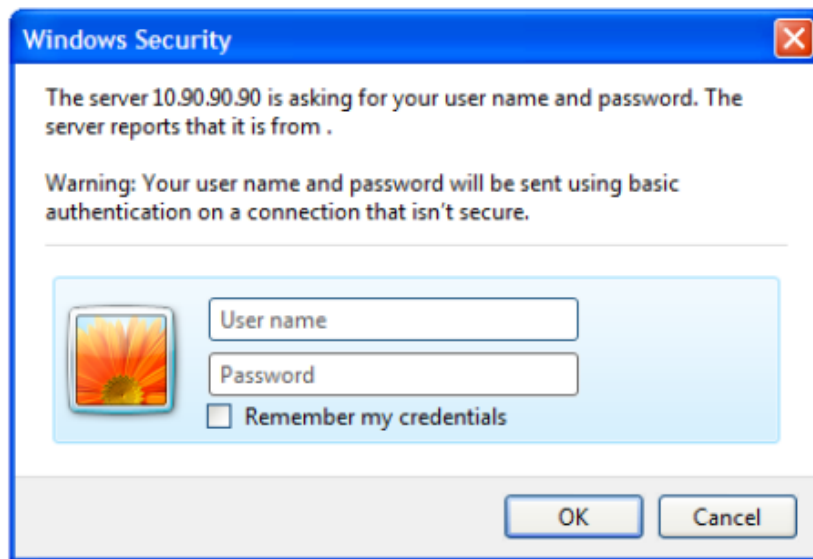 Windows Security
The server 10.90.90.90 is asking for your user name and password. The
server reports that it is from .
Warning: Your user name and password will be sent using basic
authentication on a connection that isn't secure.
User name
Password
Remember my credentials
OK
Cancel